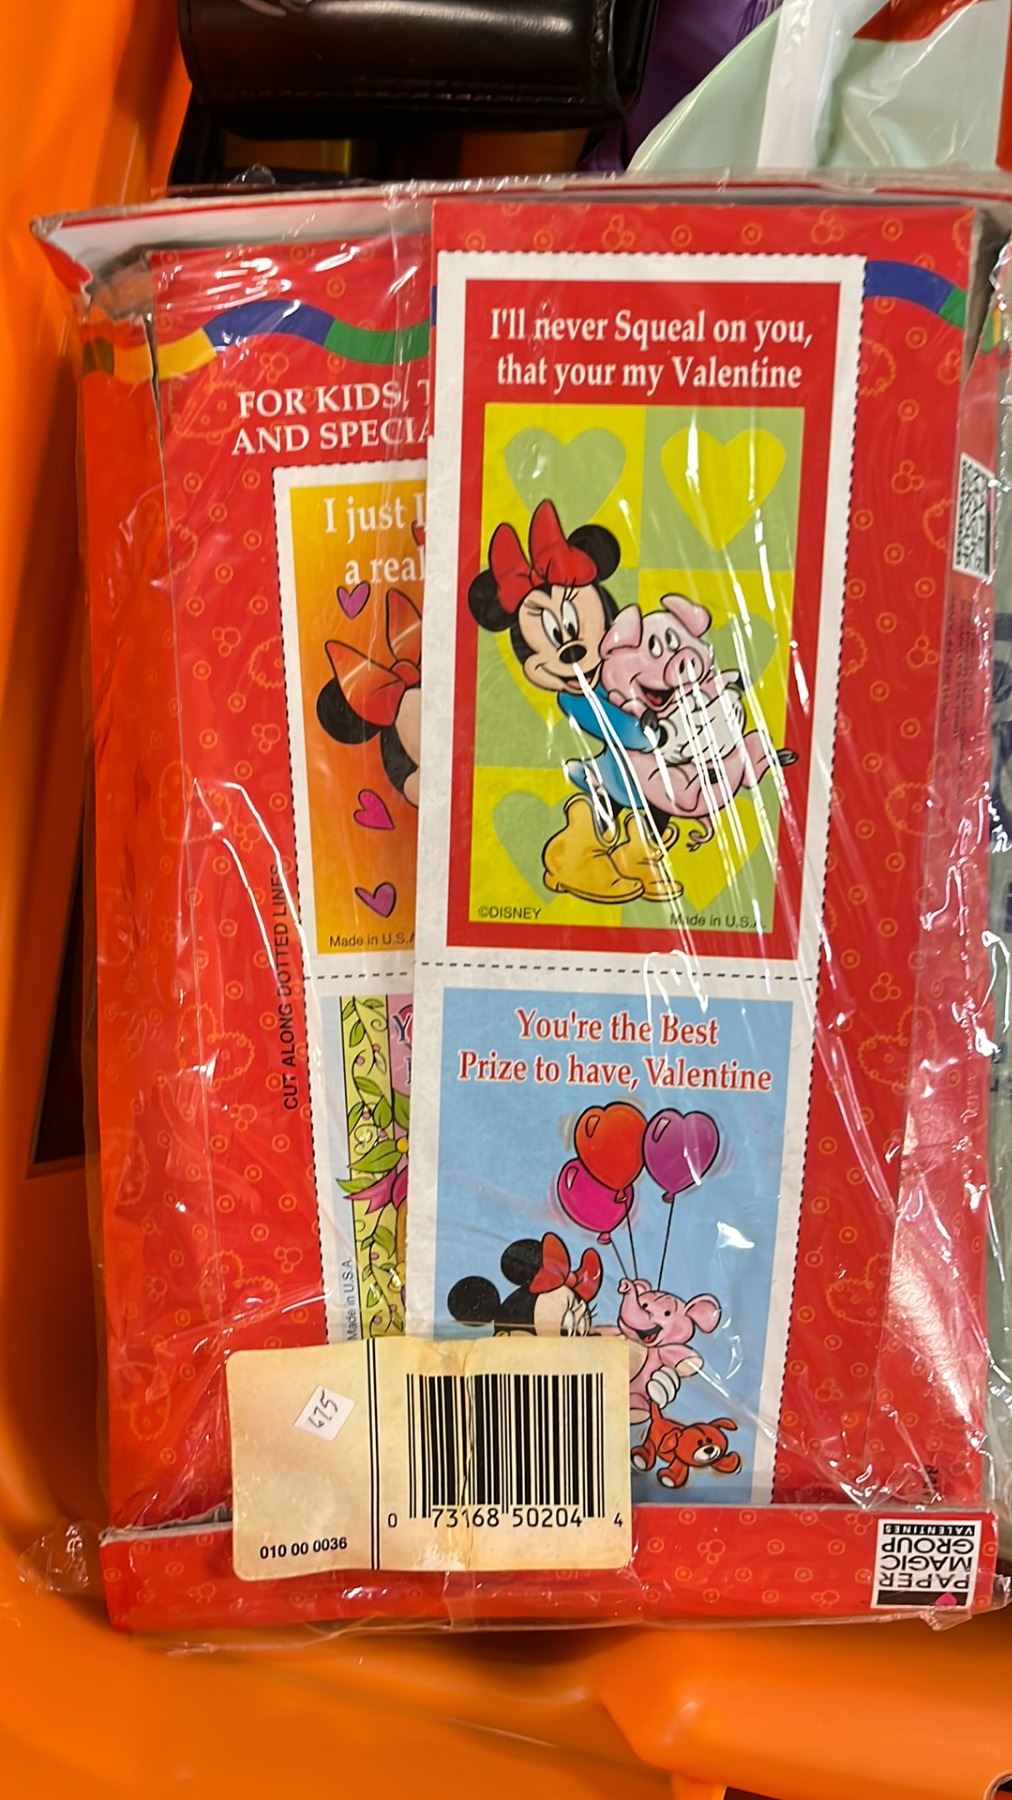 I'll never Squeal on you,
that your my Valentine
FOR KIDS,
AND
I just
a real
©DISNEY
Made in U.S.A.
Made in U.S.A
CUT ALONG DOTTED LINES
You're the Best
Prize to have, Valentine
Made in U.S.A
675
0 73168 50204 4
010 00 0036
PAPER
MAGIC
GROUP
VALENTINES